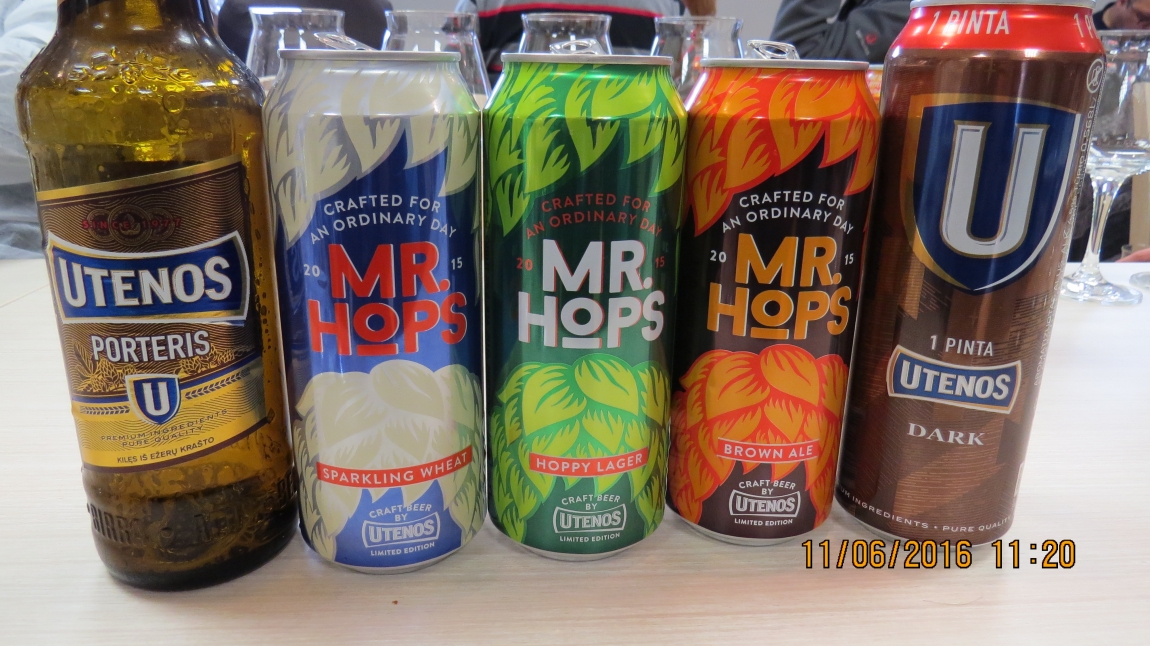 UTENOS
PORTERIS
U
PREMIUM INGREDIENTS
PURE QUALITY
KILĘS IŠ EŽERŲ KRAŠTO
CRAFTED FOR
AN ORDINARY DAY
20 MR. 15
HOPS
SPARKLING WHEAT
CRAFT BEER
BY
UTENOS
LIMITED EDITION
CRAFTED FOR
AN ORDINARY DAY
20 MR. 15
HOPS
HOPPY LAGER
CRAFT BEER
BY
UTENOS
LIMITED EDITION
CRAFTED FOR
AN ORDINARY DAY
20 MR. 15
HOPS
BROWN ALE
CRAFT BEER
BY
UTENOS
LIMITED EDITION
1 PINTA
U
1 PINTA
UTENOS
DARK
INGREDIENTS • PURE QUALITY
11/06/2016 11:20